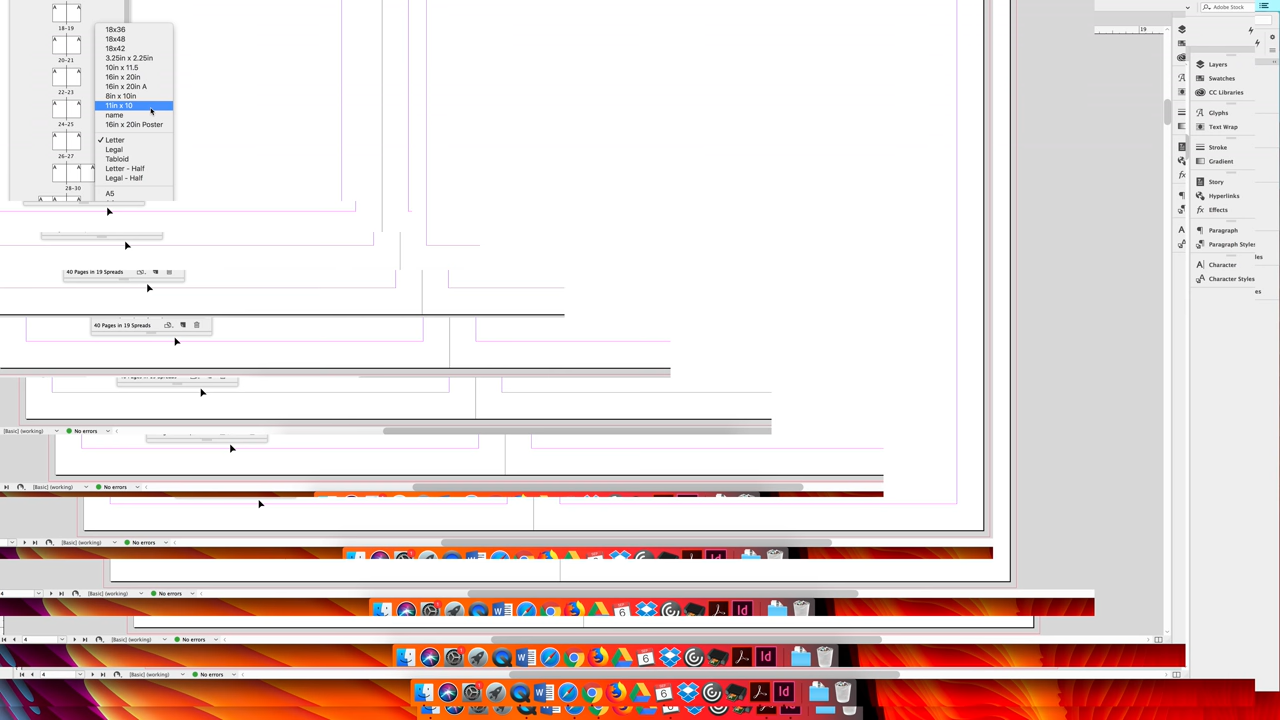 Adobe Stock
18x36
18-19
18x48
18x42
3.25in x 2.25in
20-21
10in x 11.5
16in x 20in
16in x 20in A
22-23
8in x 10in
11in x 10
name
16in x 20in Poster
24-25
Letter
Legal
26-27
Tabloid
Letter - Half
Legal - Half
28-30
A5
19
Layers
Swatches
CC Libraries
Glyphs
Text Wrap
Stroke
Gradient
Story
Hyperlinks
Effects
Paragraph
Paragraph Styles
Character
Character Styles
40 Pages in 19 Spreads
40 Pages in 19 Spreads
[Basic] (working) No errors
[Basic] (working) No errors
[Basic] (working) No errors
4 [Basic] (working) No errors
4 [Basic] (working) No errors
4 [Basic] (working) No errors